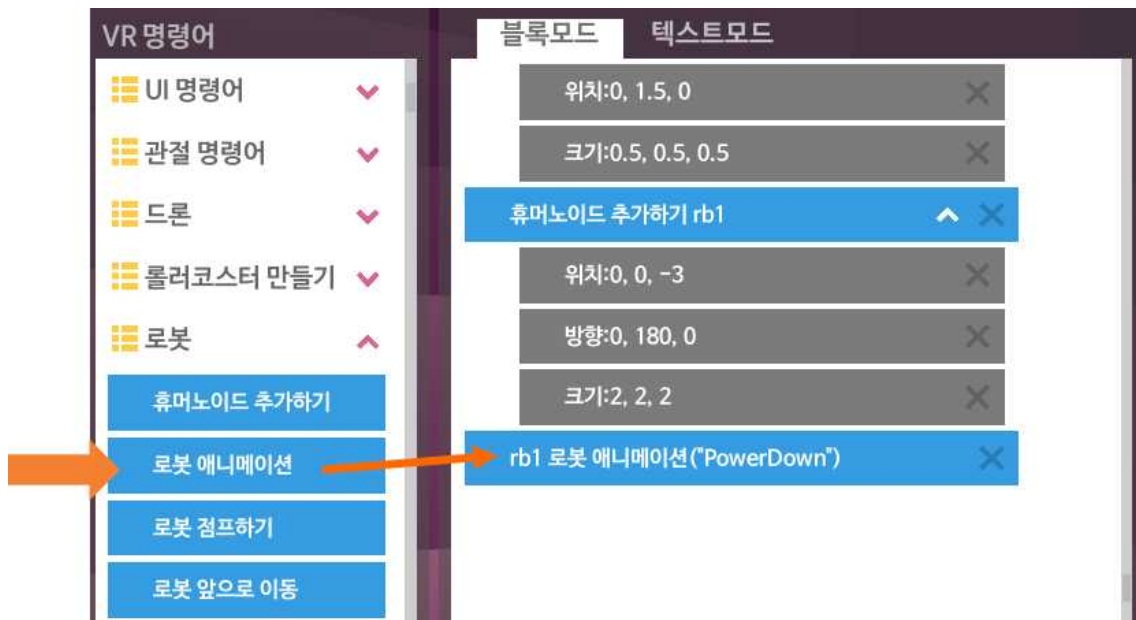 VR 명령어
UI 명령어
관절 명령어
드론
롤러코스터 만들기
로봇
휴머노이드 추가하기
로봇 애니메이션
로봇 점프하기
로봇 앞으로 이동
블록모드
텍스트모드
위치:0, 1.5, 0
크기:0.5, 0.5, 0.5
휴머노이드 추가하기 rb1
위치:0, 0, -3
방향:0, 180, 0
크기:2, 2, 2
rb1 로봇 애니메이션("PowerDown")